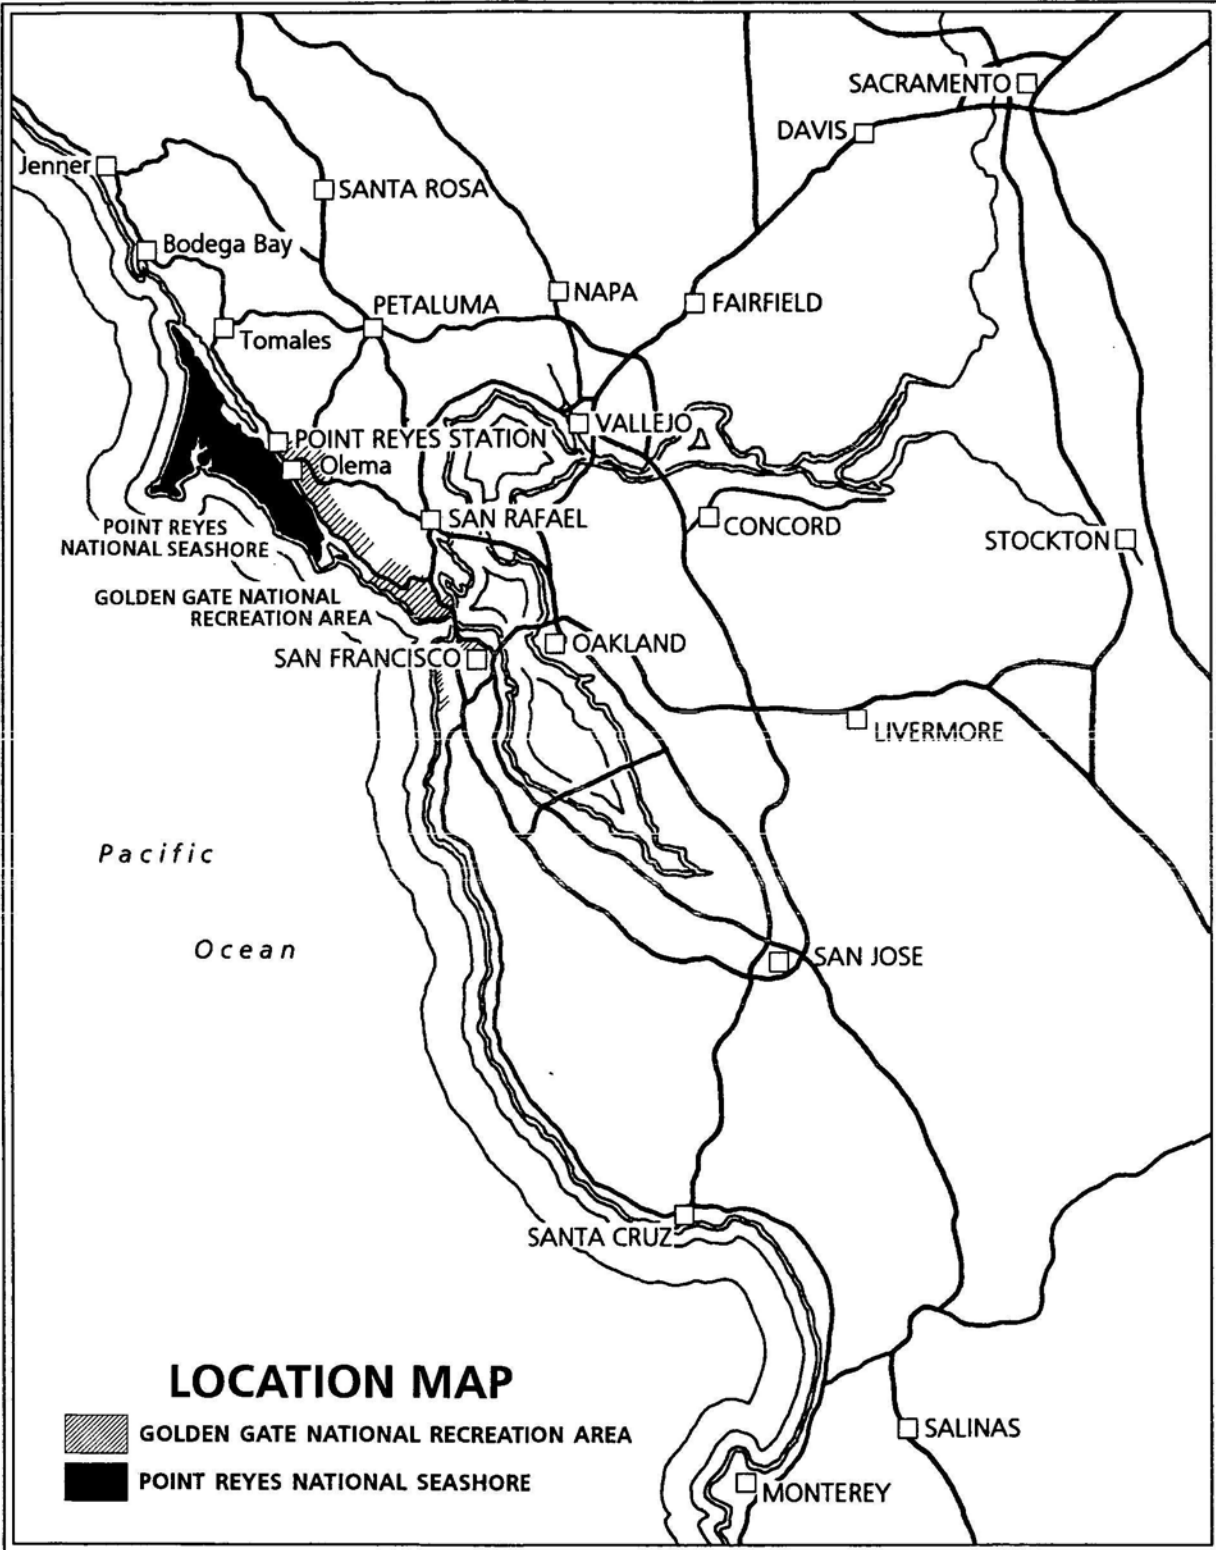 SACRAMENTO
DAVIS
Jenner
SANTA ROSA
Bodega Bay
NAPA
PETALUMA
FAIRFIELD
Tomales
VALLEJO
POINT REYES STATION
Olema
SAN RAFAEL
CONCORD
POINT REYES
NATIONAL SEASHORE
STOCKTON
GOLDEN GATE NATIONAL
RECREATION AREA
OAKLAND
SAN FRANCISCO
LIVERMORE
Pacific
Ocean
SAN JOSE
SANTA CRUZ
LOCATION MAP
GOLDEN GATE NATIONAL RECREATION AREA
SALINAS
POINT REYES NATIONAL SEASHORE
MONTEREY